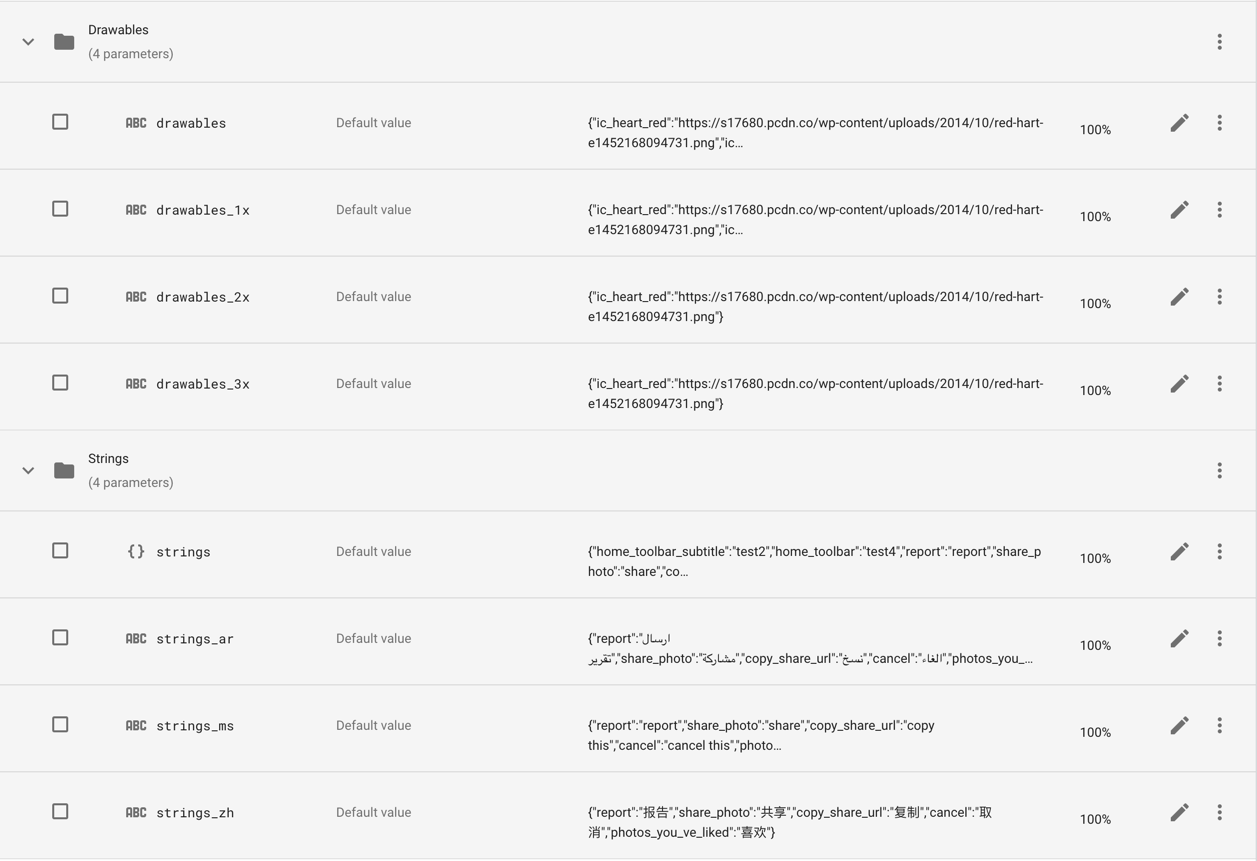 Drawables
(4 parameters)
ABC drawables Default value {"ic_heart_red":"https://s17680.pcdn.co/wp-content/uploads/2014/10/red-hart-
e1452168094731.png","ic… 100%
ABC drawables_1x Default value {"ic_heart_red":"https://s17680.pcdn.co/wp-content/uploads/2014/10/red-hart-
e1452168094731.png","ic… 100%
ABC drawables_2x Default value {"ic_heart_red":"https://s17680.pcdn.co/wp-content/uploads/2014/10/red-hart-
e1452168094731.png"} 100%
ABC drawables_3x Default value {"ic_heart_red":"https://s17680.pcdn.co/wp-content/uploads/2014/10/red-hart-
e1452168094731.png"} 100%
Strings
(4 parameters)
{} strings Default value {"home_toolbar_subtitle":"test2","home_toolbar":"test4","report":"report","share_p
hoto":"share","co… 100%
ABC strings_ar Default value {"report":"ارسال
تقرير","share_photo":"مشاركة","copy_share_url":"نسخ","cancel":"الغاء","photos_you_… 100%
ABC strings_ms Default value {"report":"report","share_photo":"share","copy_share_url":"copy
this","cancel":"cancel this","photo… 100%
ABC strings_zh Default value {"report":"报告","share_photo":"共享","copy_share_url":"复制","cancel":"取
消","photos_you_ve_liked":"喜欢"} 100%